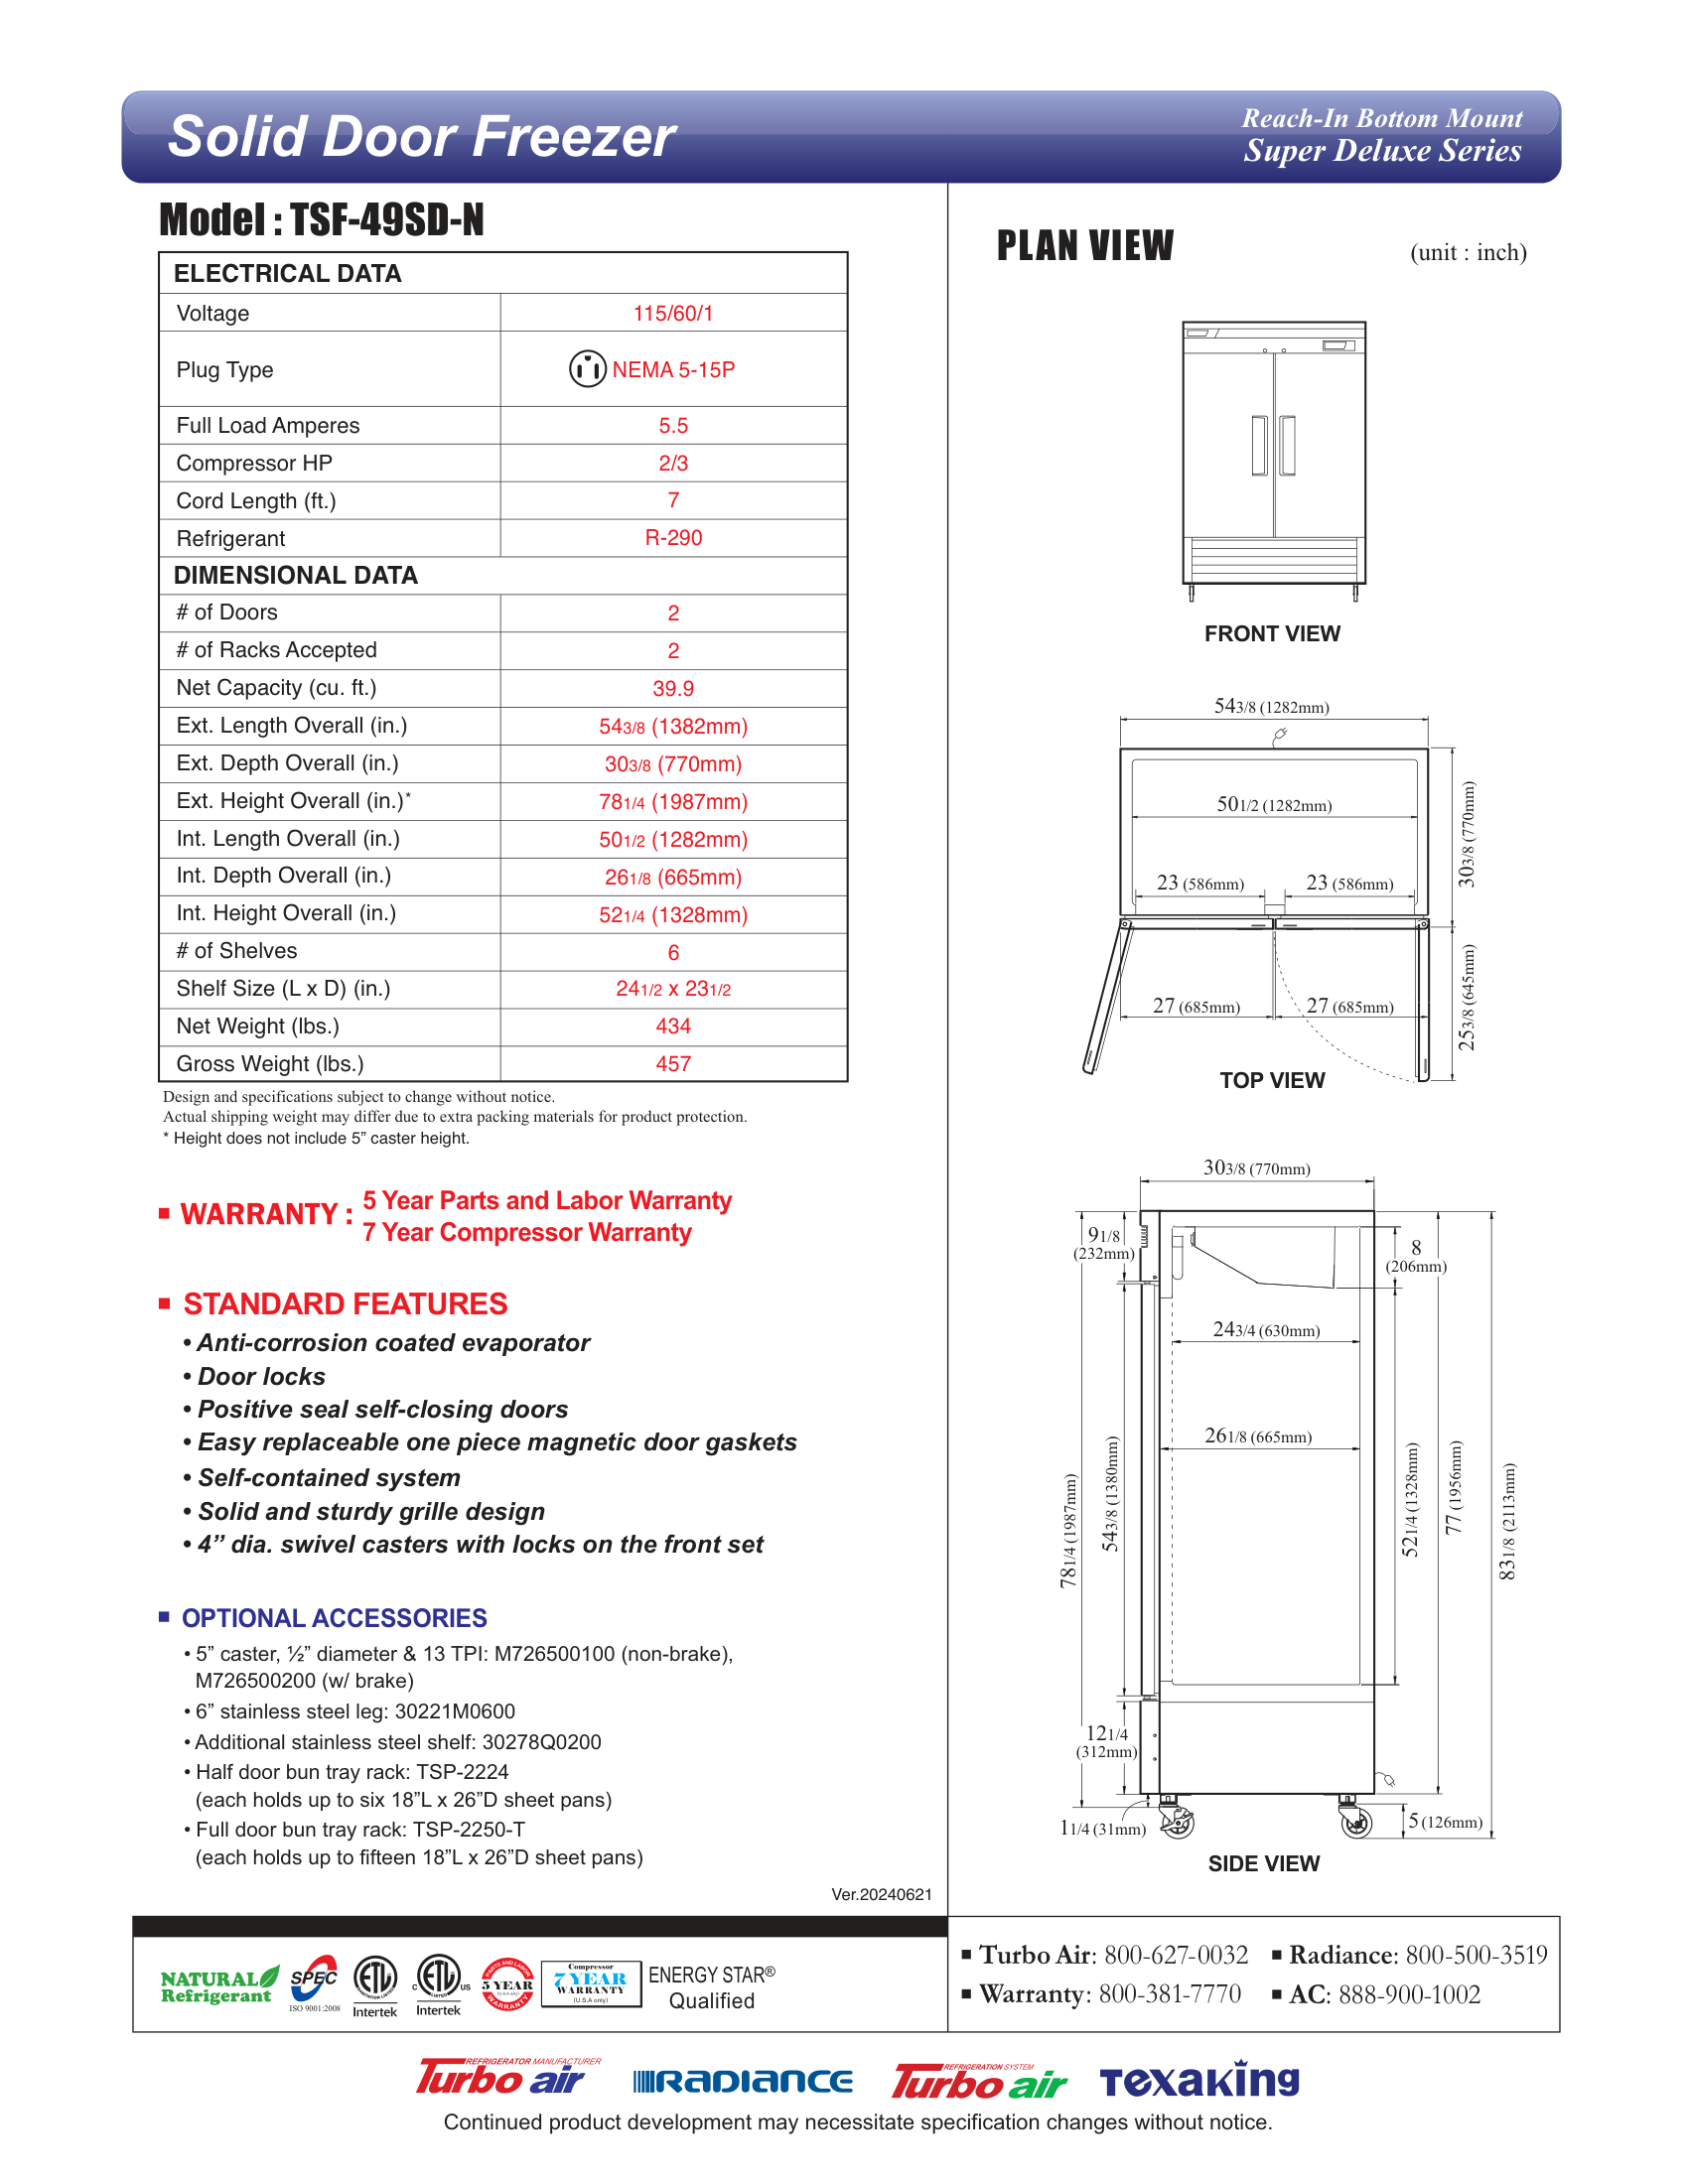 Solid Door Freezer
Reach-In Bottom Mount
Super Deluxe Series
Model : TSF-49SD-N
ELECTRICAL DATA
Voltage 115/60/1
Plug Type NEMA 5-15P
Full Load Amperes 5.5
Compressor HP 2/3
Cord Length (ft.) 7
Refrigerant R-290
DIMENSIONAL DATA
# of Doors 2
# of Racks Accepted 2
Net Capacity (cu. ft.) 39.9
Ext. Length Overall (in.) 54 3/8 (1382mm)
Ext. Depth Overall (in.) 30 3/8 (770mm)
Ext. Height Overall (in.)* 78 1/4 (1987mm)
Int. Length Overall (in.) 50 1/2 (1282mm)
Int. Depth Overall (in.) 26 1/8 (665mm)
Int. Height Overall (in.) 52 1/4 (1328mm)
# of Shelves 6
Shelf Size (L x D) (in.) 24 1/2 x 23 1/2
Net Weight (lbs.) 434
Gross Weight (lbs.) 457
Design and specifications subject to change without notice.
Actual shipping weight may differ due to extra packing materials for product protection.
* Height does not include 5” caster height.
■ WARRANTY : 5 Year Parts and Labor Warranty
7 Year Compressor Warranty
■ STANDARD FEATURES
• Anti-corrosion coated evaporator
• Door locks
• Positive seal self-closing doors
• Easy replaceable one piece magnetic door gaskets
• Self-contained system
• Solid and sturdy grille design
• 4” dia. swivel casters with locks on the front set
■ OPTIONAL ACCESSORIES
• 5” caster, ½” diameter & 13 TPI: M726500100 (non-brake),
M726500200 (w/ brake)
• 6” stainless steel leg: 30221M0600
• Additional stainless steel shelf: 30278Q0200
• Half door bun tray rack: TSP-2224
(each holds up to six 18”L x 26”D sheet pans)
• Full door bun tray rack: TSP-2250-T
(each holds up to fifteen 18”L x 26”D sheet pans)
Ver.20240621
PLAN VIEW
(unit : inch)
FRONT VIEW
54 3/8 (1282mm)
50 1/2 (1282mm)
23 (586mm)
23 (586mm)
30 3/8 (770mm)
27 (685mm)
27 (685mm)
25 3/8 (645mm)
TOP VIEW
30 3/8 (770mm)
9 1/8
(232mm)
8
(206mm)
24 3/4 (630mm)
26 1/8 (665mm)
78 1/4 (1987mm)
54 3/8 (1380mm)
52 1/4 (1328mm)
77 (1956mm)
83 1/8 (2113mm)
12 1/4
(312mm)
1 1/4 (31mm)
5 (126mm)
SIDE VIEW
NATURAL
Refrigerant
SPEC
ISO 9001:2008
ETL
Intertek
C ETL US
LISTED
Intertek
PARTS AND LABOR
5 YEAR
(U.S.A only)
WARRANTY
Compressor
7 YEAR
WARRANTY
(U.S.A only)
ENERGY STAR®
Qualified
■ Turbo Air: 800-627-0032 ■ Radiance: 800-500-3519
■ Warranty: 800-381-7770 ■ AC: 888-900-1002
REFRIGERATOR MANUFACTURER
Turbo air
RADIANCE
REFRIGERATION SYSTEM
Turbo air
Texaking
Continued product development may necessitate specification changes without notice.